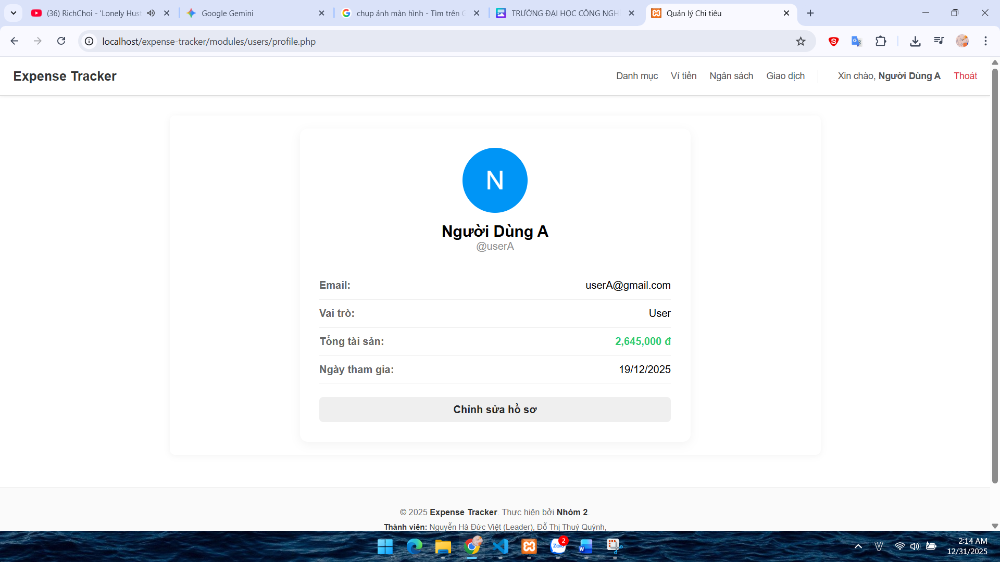 (36) RichChoi - 'Lonely Hust
Google Gemini
chụp ảnh màn hình - Tìm trên G
TRƯỜNG ĐẠI HỌC CÔNG NGH
Quản lý Chi tiêu
localhost/expense-tracker/modules/users/profile.php
Expense Tracker
Danh mục
Ví tiền
Ngân sách
Giao dịch
Xin chào, Người Dùng A
Thoát
N
Người Dùng A
@userA
Email: userA@gmail.com
Vai trò: User
Tổng tài sản: 2,645,000 đ
Ngày tham gia: 19/12/2025
Chỉnh sửa hồ sơ
© 2025 Expense Tracker. Thực hiện bởi Nhóm 2.
Thành viên: Nguyễn Hà Đức Việt (Leader), Đỗ Thị Thuý Quỳnh,
Zalo
2
2:14 AM
12/31/2025